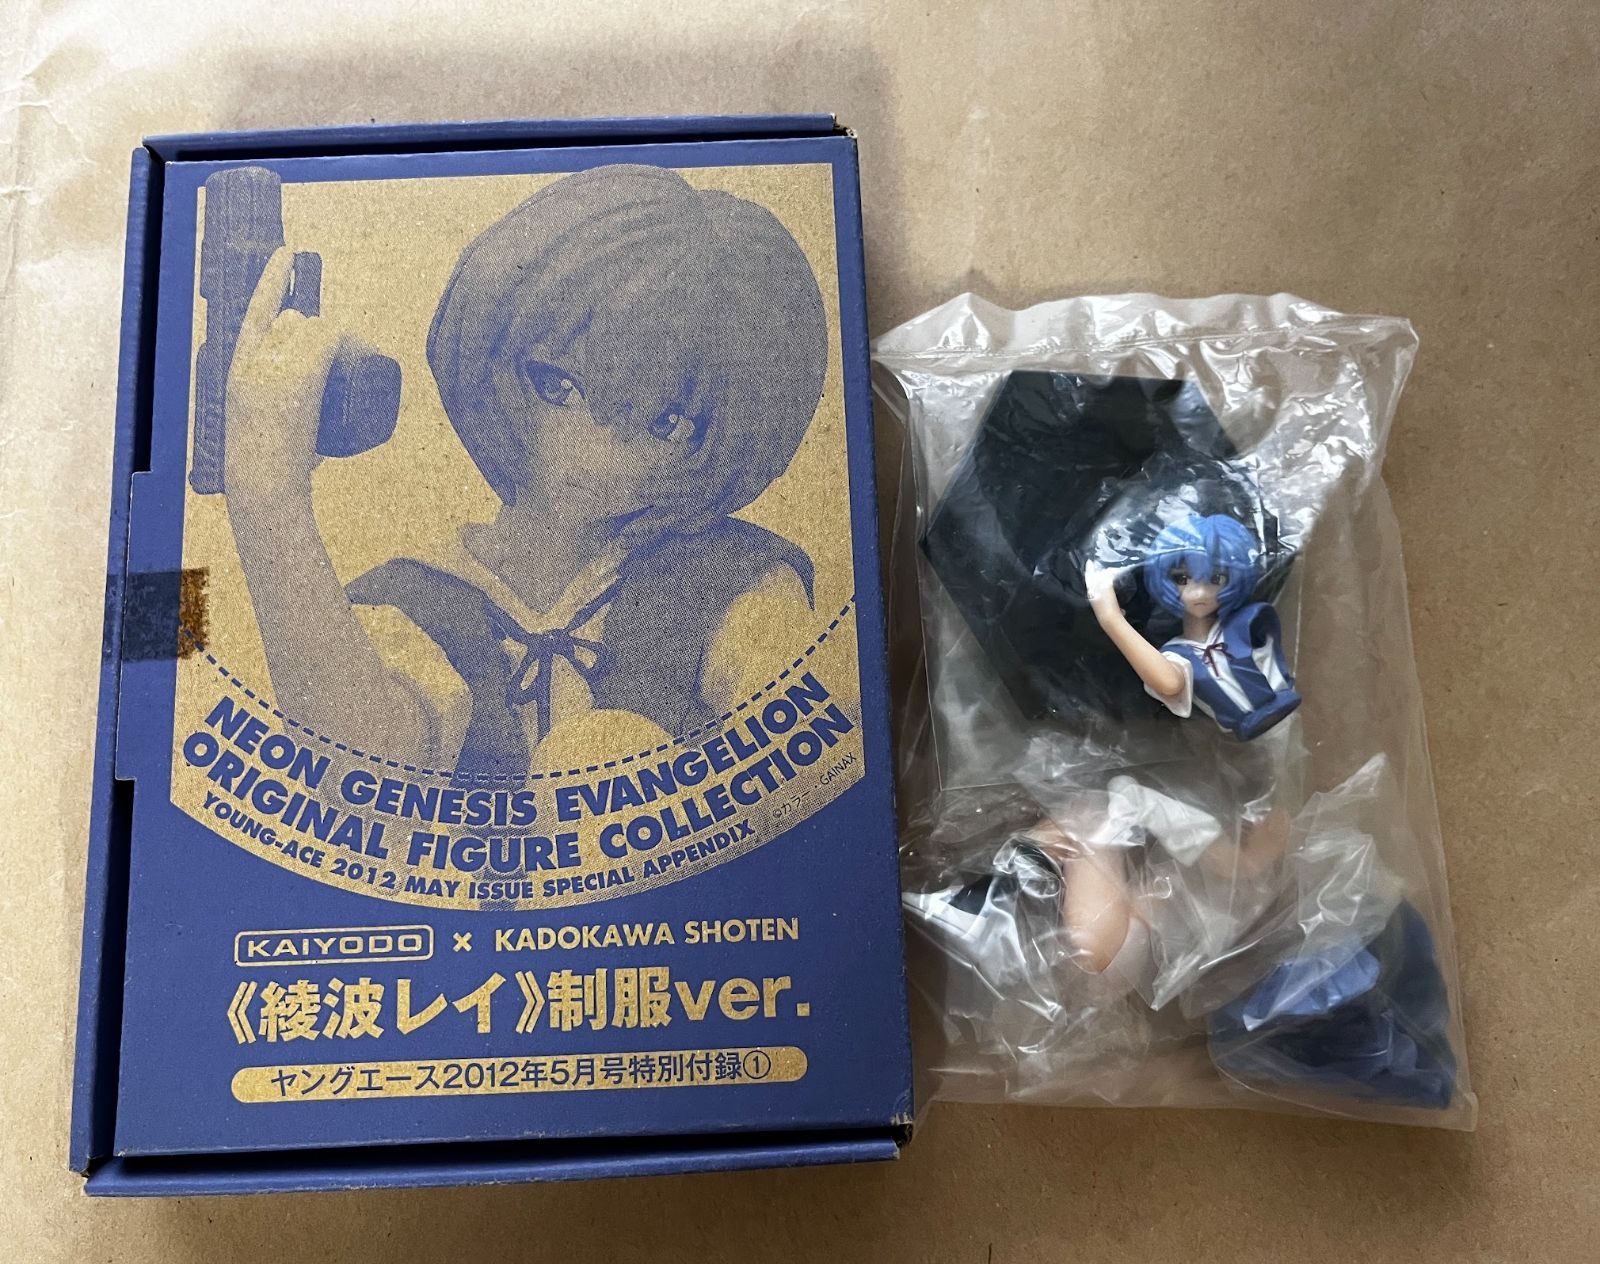 NEON GENESIS EVANGELION
ORIGINAL FIGURE COLLECTION
YOUNG-ACE 2012 MAY ISSUE SPECIAL APPENDIX
©カラー・GAINAX
KAIYODO × KADOKAWA SHOTEN
《綾波レイ》制服ver.
ヤングエース2012年5月号特別付録①